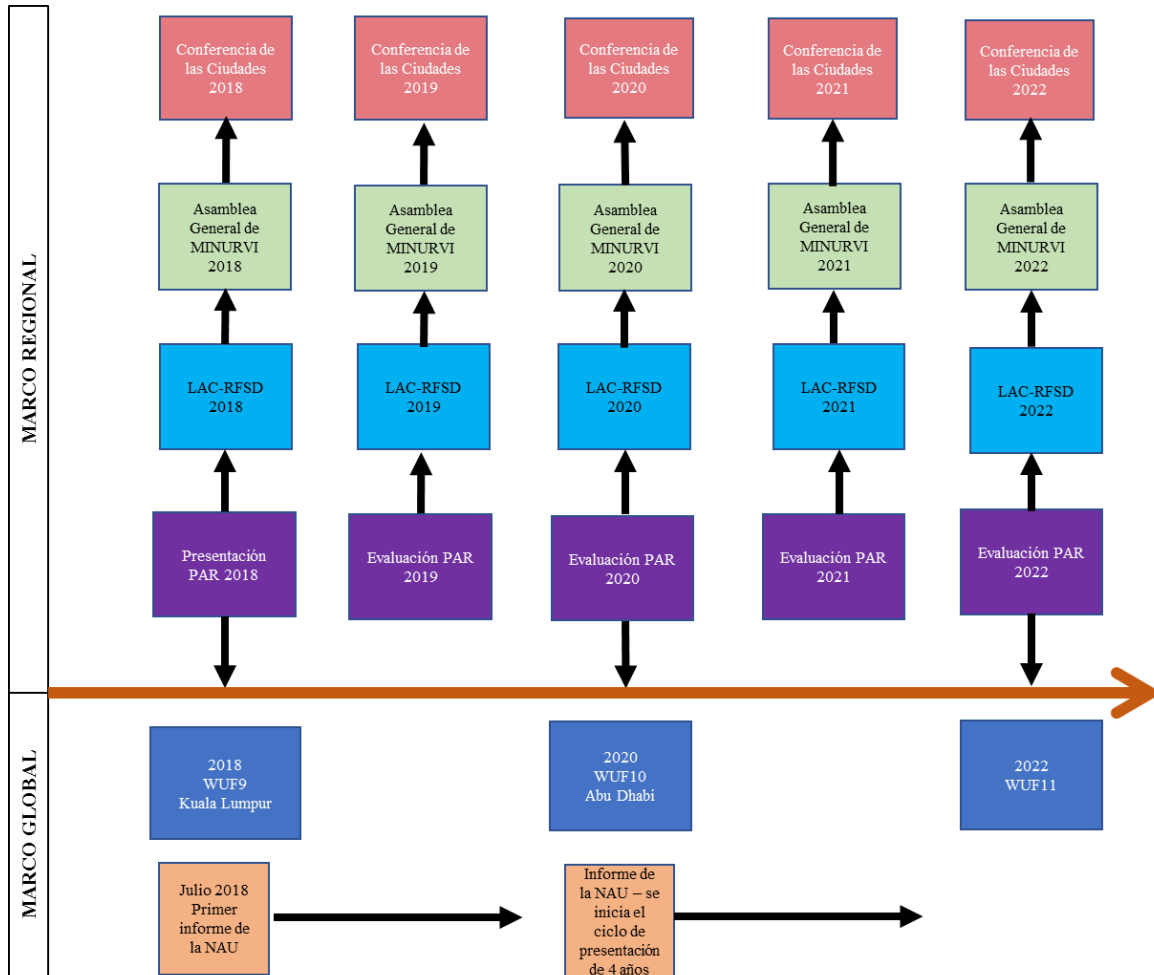 MARCO REGIONAL
Conferencia de
las Ciudades
2018
Conferencia de
las Ciudades
2019
Conferencia de
las Ciudades
2020
Conferencia de
las Ciudades
2021
Conferencia de
las Ciudades
2022
Asamblea
General de
MINURVI
2018
Asamblea
General de
MINURVI
2019
Asamblea
General de
MINURVI
2020
Asamblea
General de
MINURVI
2021
Asamblea
General de
MINURVI
2022
LAC-RFSD
2018
LAC-RFSD
2019
LAC-RFSD
2020
LAC-RFSD
2021
LAC-RFSD
2022
Presentación
PAR 2018
Evaluación PAR
2019
Evaluación PAR
2020
Evaluación PAR
2021
Evaluación PAR
2022
MARCO GLOBAL
2018
WUF9
Kuala Lumpur
2020
WUF10
Abu Dhabi
2022
WUF11
Julio 2018
Primer
informe de
la NAU
Informe de
la NAU – se
inicia el
ciclo de
presentación
de 4 años